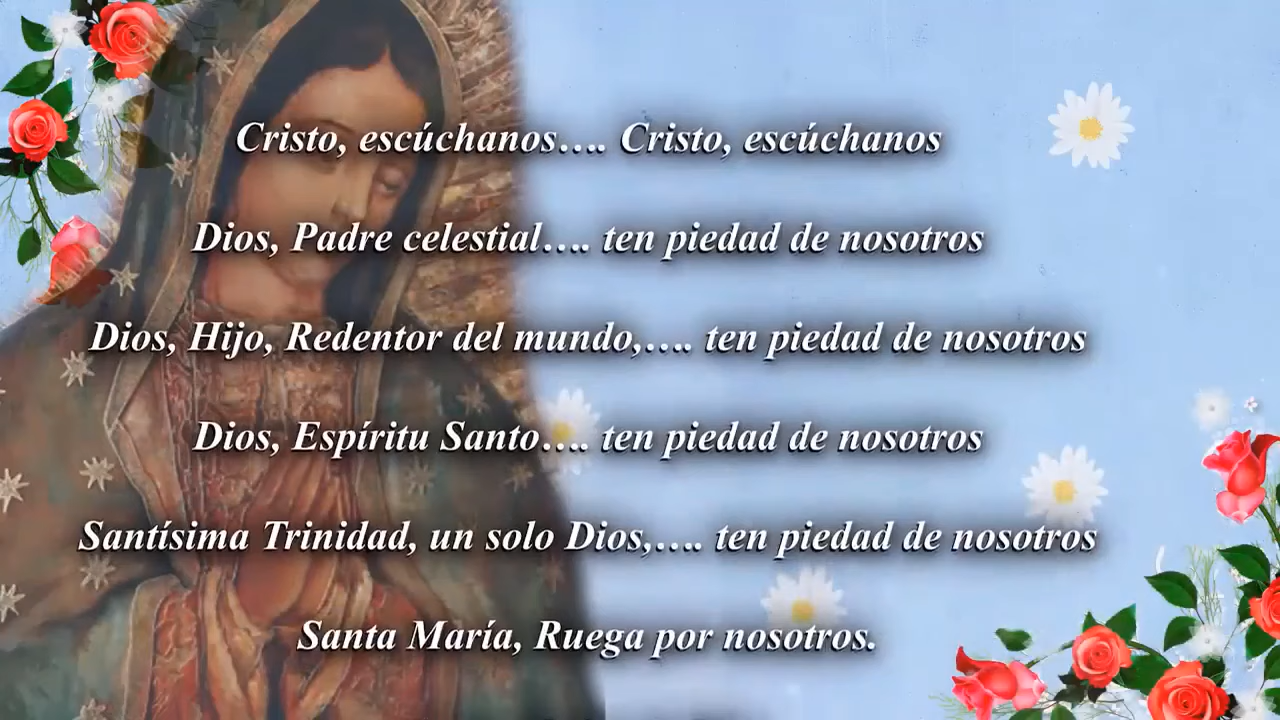 Cristo, escúchanos…. Cristo, escúchanos
Dios, Padre celestial…. ten piedad de nosotros
Dios, Hijo, Redentor del mundo,…. ten piedad de nosotros
Dios, Espíritu Santo…. ten piedad de nosotros
Santísima Trinidad, un solo Dios,…. ten piedad de nosotros
Santa María, Ruega por nosotros.